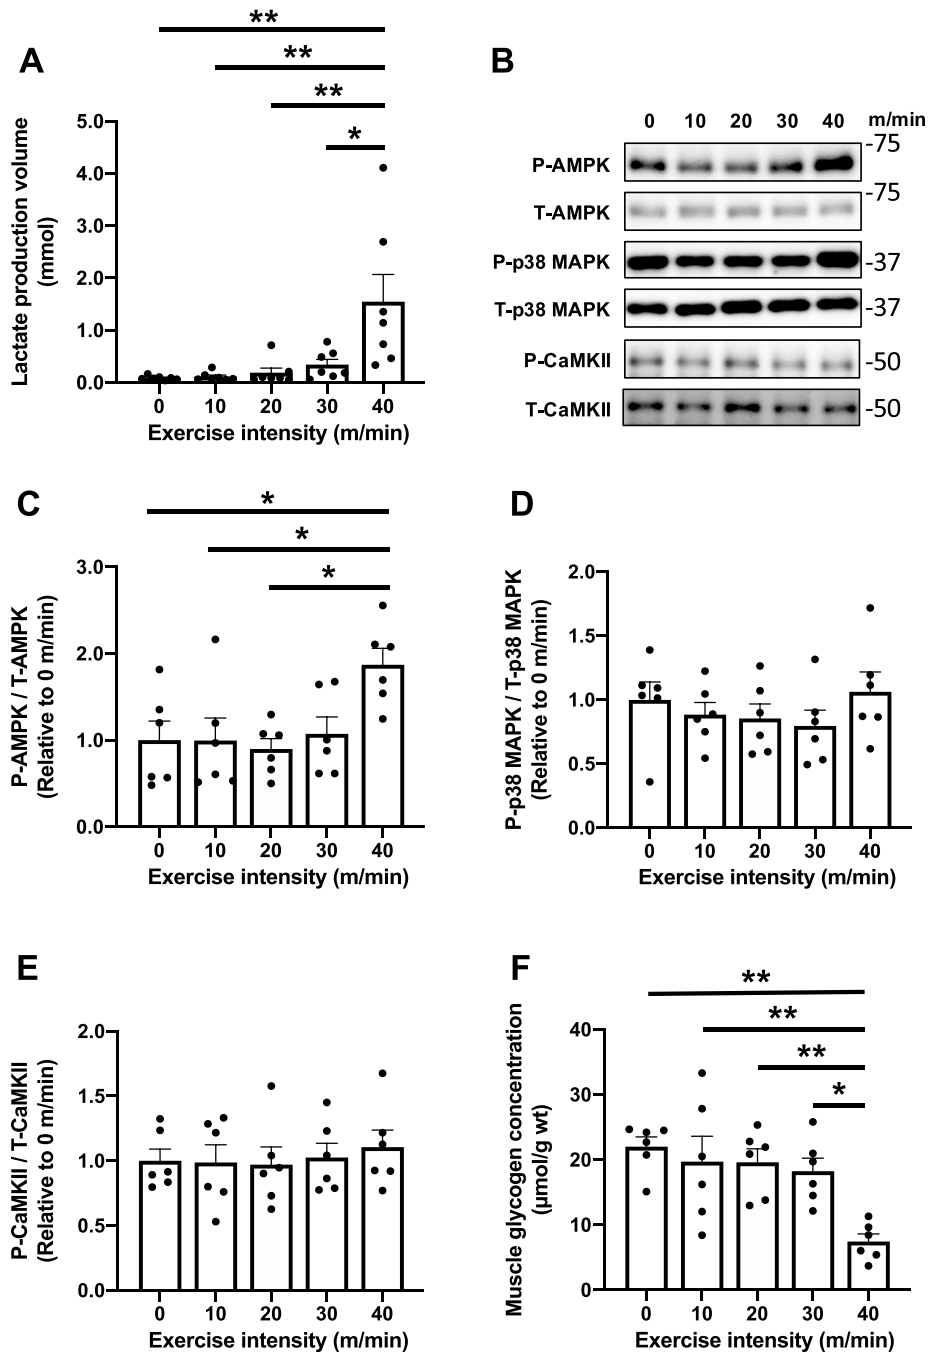 A
**
**
**
*
Lactate production volume
(mmol)
5.0
4.0
3.0
2.0
1.0
0.0
0 10 20 30 40
Exercise intensity (m/min)
B
0 10 20 30 40 m/min
P-AMPK -75
T-AMPK -75
P-p38 MAPK -37
T-p38 MAPK -37
P-CaMKII -50
T-CaMKII -50
C
*
*
*
P-AMPK / T-AMPK
(Relative to 0 m/min)
3.0
2.0
1.0
0.0
0 10 20 30 40
Exercise intensity (m/min)
D
P-p38 MAPK / T-p38 MAPK
(Relative to 0 m/min)
2.0
1.5
1.0
0.5
0.0
0 10 20 30 40
Exercise intensity (m/min)
E
P-CaMKII / T-CaMKII
(Relative to 0 m/min)
2.0
1.5
1.0
0.5
0.0
0 10 20 30 40
Exercise intensity (m/min)
F
**
**
**
*
Muscle glycogen concentration
(μmol/g wt)
40
30
20
10
0
0 10 20 30 40
Exercise intensity (m/min)